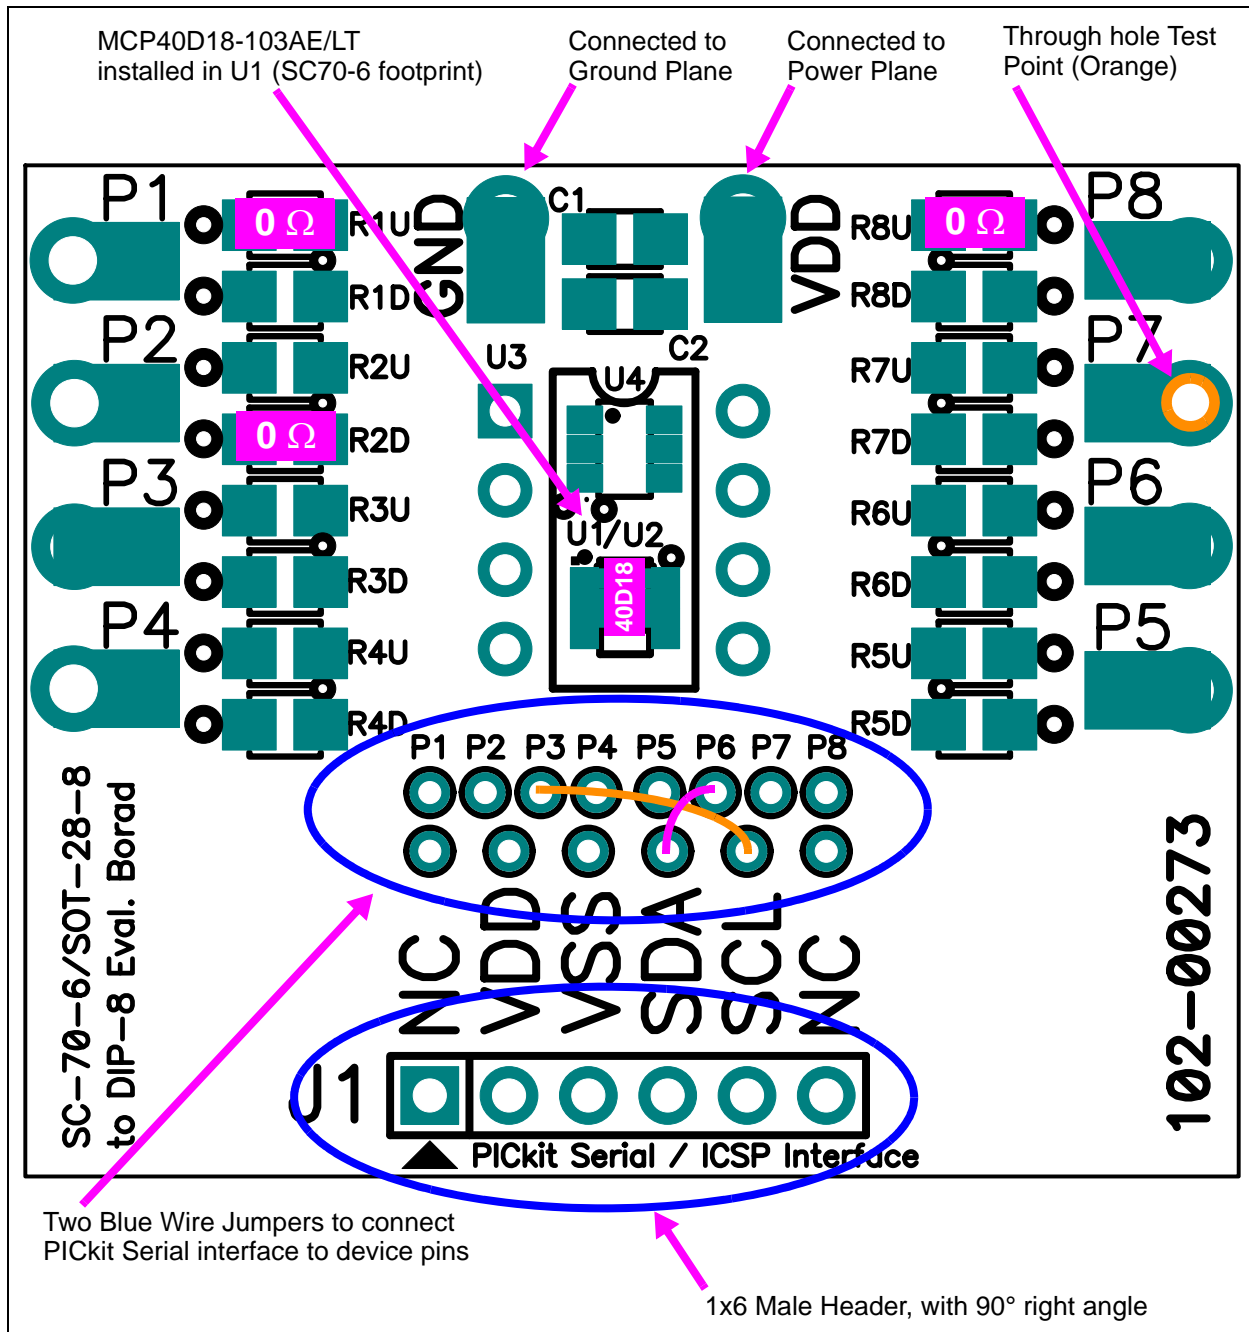 MCP40D18-103AE/LT
installed in U1 (SC70-6 footprint)
Connected to
Ground Plane
Connected to
Power Plane
Through hole Test
Point (Orange)
P1
P2
P3
P4
0 Ω
R1U
R1D
R2U
0 Ω
R2D
R3U
R3D
R4U
R4D
GND
C1
VDD
C2
U3
U4
U1/U2
40D18
R8U
0 Ω
R8D
R7U
R7D
R6U
R6D
R5U
R5D
P8
P7
P6
P5
P1 P2 P3 P4 P5 P6 P7 P8
NC VDD VSS SDA SCL NC
J1
PICkit Serial / ICSP Interface
SC-70-6/SOT-28-8
to DIP-8 Eval. Borad
102-00273
Two Blue Wire Jumpers to connect
PICkit Serial interface to device pins
1x6 Male Header, with 90° right angle